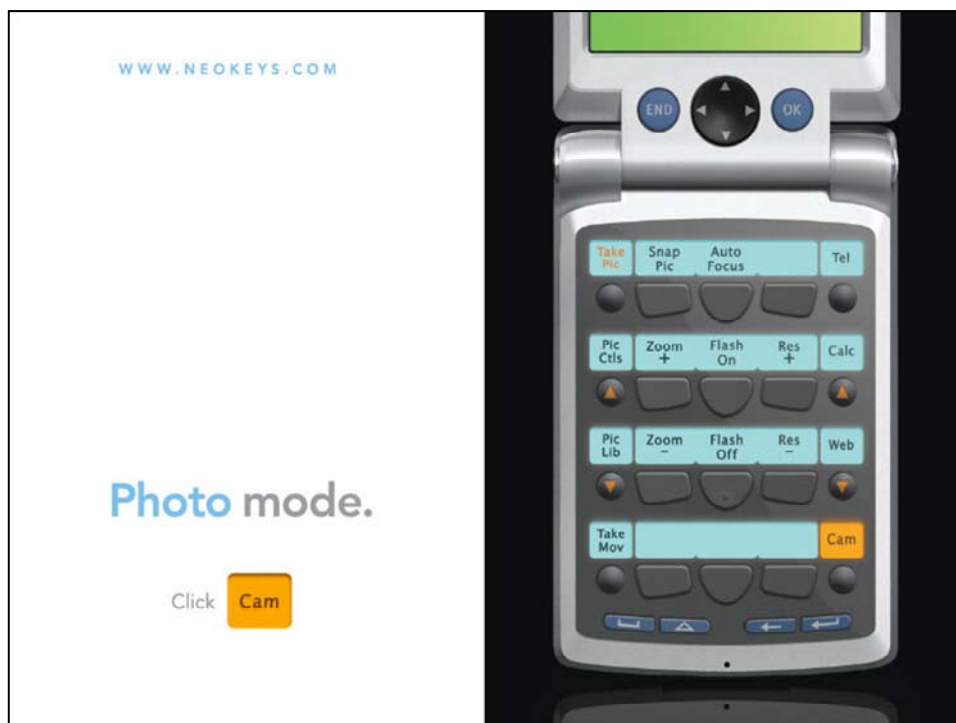 WWW.NEOKEYS.COM
Photo mode.
Click Cam
END
OK
Take Pic
Snap Pic
Auto Focus
Tel
Pic Ctls
Zoom +
Flash On
Res +
Calc
Pic Lib
Zoom –
Flash Off
Res –
Web
Take Mov
Cam